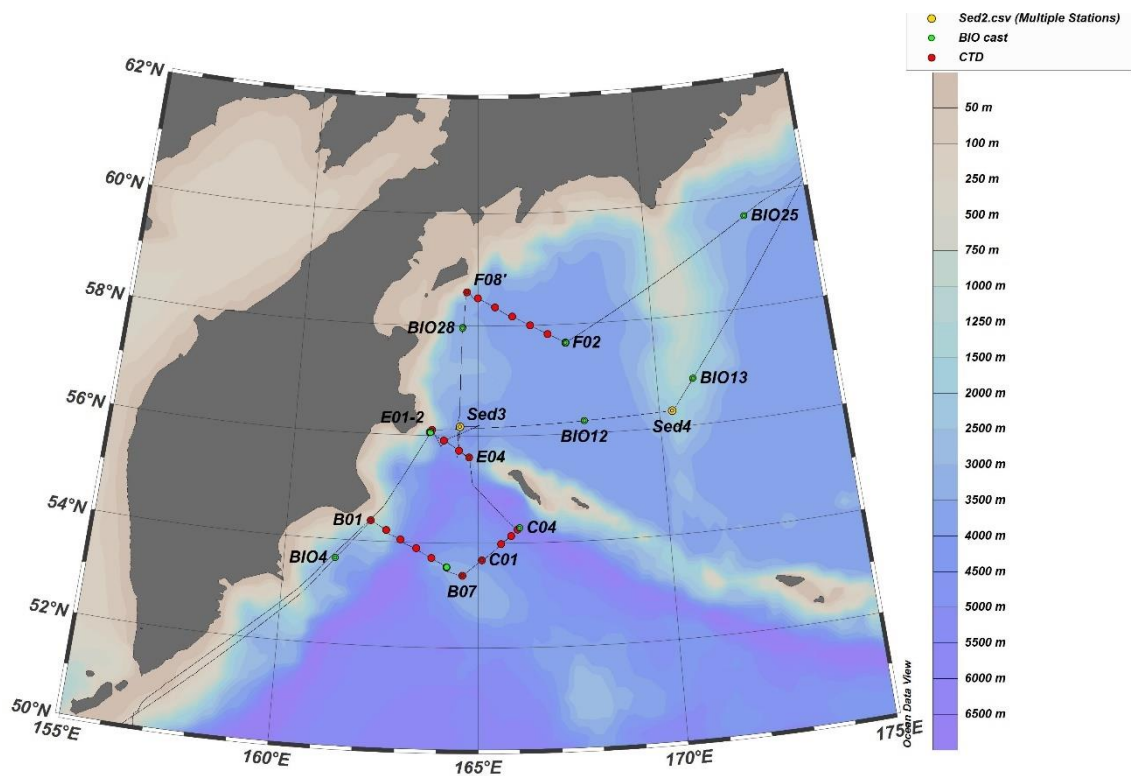 Sed2.csv (Multiple Stations)
BIO cast
CTD
62°N
60°N
58°N
56°N
54°N
52°N
50°N
155°E
160°E
165°E
170°E
175°E
BIO25
F08'
BIO28
F02
BIO13
E01-2
Sed3
BIO12
Sed4
E04
B01
C04
BIO4
C01
B07
50 m
100 m
250 m
500 m
750 m
1000 m
1250 m
1500 m
2000 m
2500 m
3000 m
3500 m
4000 m
4500 m
5000 m
5500 m
6000 m
6500 m
Ocean Data View